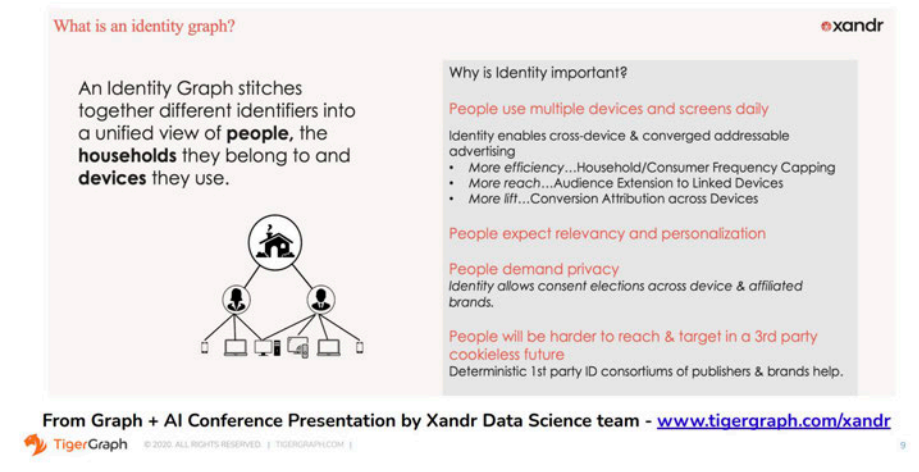 What is an identity graph?
xandr
An Identity Graph stitches
together different identifiers into
a unified view of people, the
households they belong to and
devices they use.
Why is Identity important?
People use multiple devices and screens daily
Identity enables cross-device & converged addressable
advertising
• More efficiency...Household/Consumer Frequency Capping
• More reach...Audience Extension to Linked Devices
• More lift...Conversion Attribution across Devices
People expect relevancy and personalization
People demand privacy
Identity allows consent elections across device & affiliated
brands.
People will be harder to reach & target in a 3rd party
cookieless future
Deterministic 1st party ID consortiums of publishers & brands help.
From Graph + AI Conference Presentation by Xandr Data Science team - www.tigergraph.com/xandr
TigerGraph © 2020. ALL RIGHTS RESERVED. | TIGERGRAPH.COM |
9